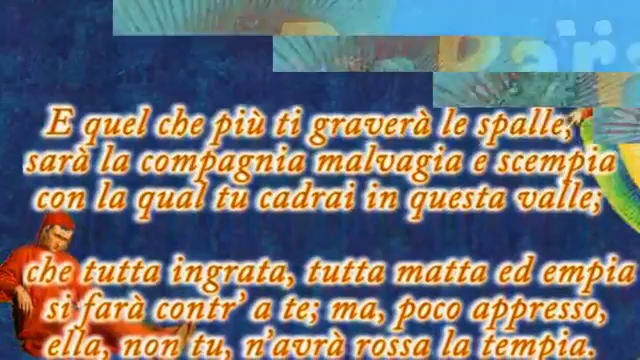 E quel che più ti graverà le spalle,
sarà la compagnia malvagia e scempia
con la qual tu cadrai in questa valle;
che tutta ingrata, tutta matta ed empia
si farà contr' a te; ma, poco appresso,
ella, non tu, n'avrà rossa la tempia.